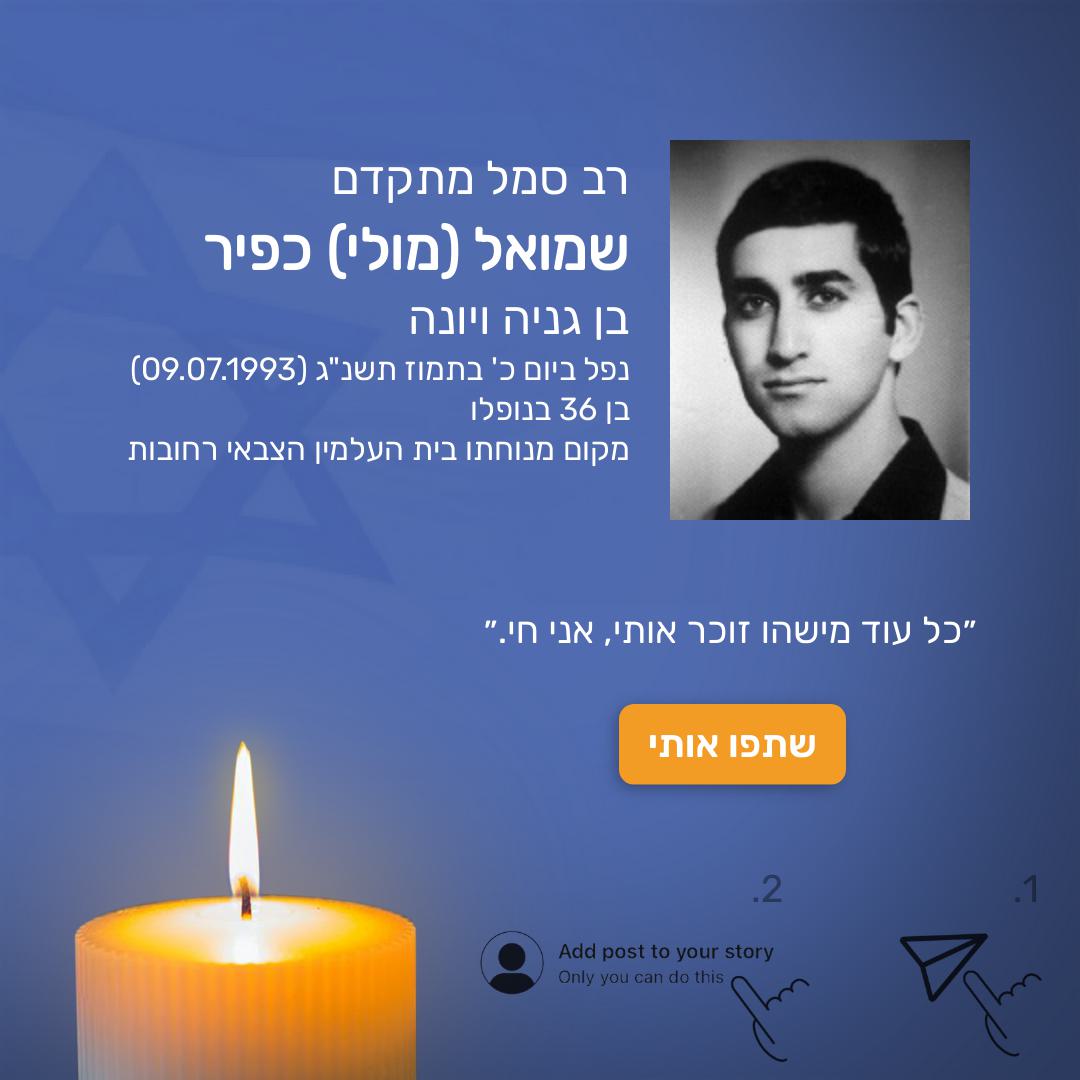 רב סמל מתקדם
שמואל (מולי) כפיר
בן גניה ויונה
נפל ביום כ' בתמוז תשנ"ג (09.07.1993)
בן 36 בנופלו
מקום מנוחתו בית העלמין הצבאי רחובות
״כל עוד מישהו זוכר אותי, אני חי.״
שתפו אותי
1.
2.
Add post to your story
Only you can do this